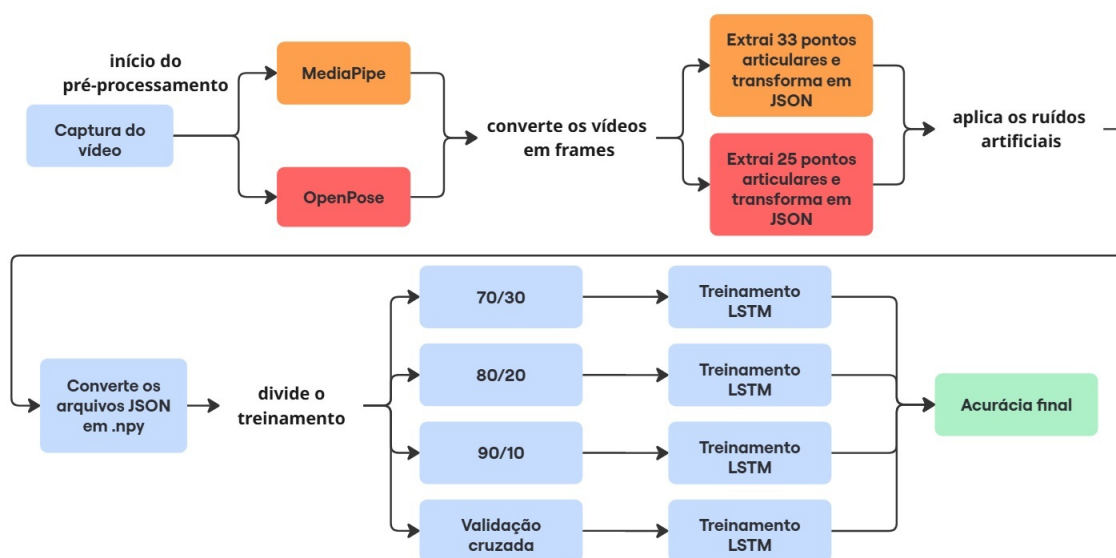 início do
pré-processamento
Captura do
vídeo
MediaPipe
OpenPose
converte os vídeos
em frames
Extrai 33 pontos
articulares e
transforma em
JSON
Extrai 25 pontos
articulares e
transforma em
JSON
aplica os ruídos
artificiais
Converte os
arquivos JSON
em .npy
divide o
treinamento
70/30
Treinamento
LSTM
80/20
Treinamento
LSTM
90/10
Treinamento
LSTM
Validação
cruzada
Treinamento
LSTM
Acurácia final